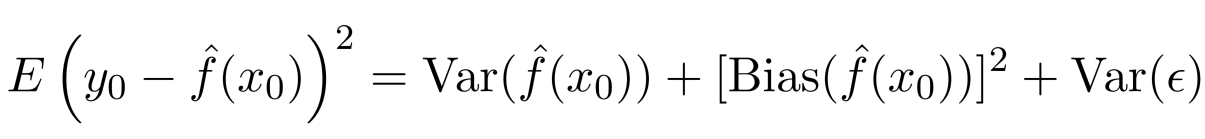 E(y₀ − f̂(x₀))² = Var(f̂(x₀)) + [Bias(f̂(x₀))]² + Var(ϵ)